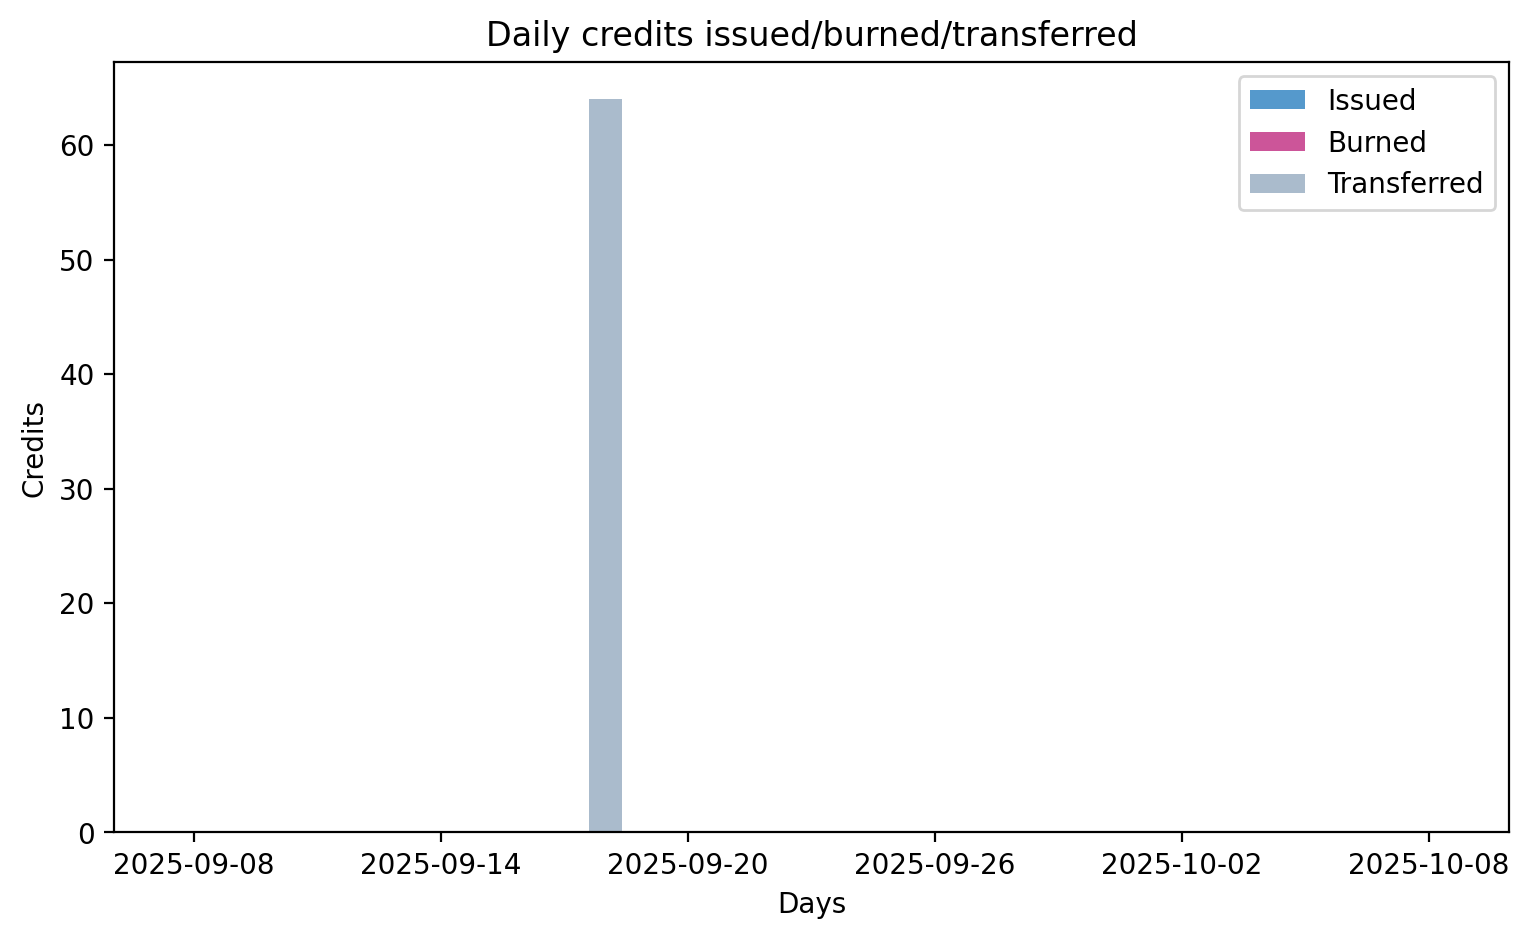 Daily credits issued/burned/transferred
Issued
Burned
Transferred
60
50
40
30
20
10
0
Credits
2025-09-08
2025-09-14
2025-09-20
2025-09-26
2025-10-02
2025-10-08
Days